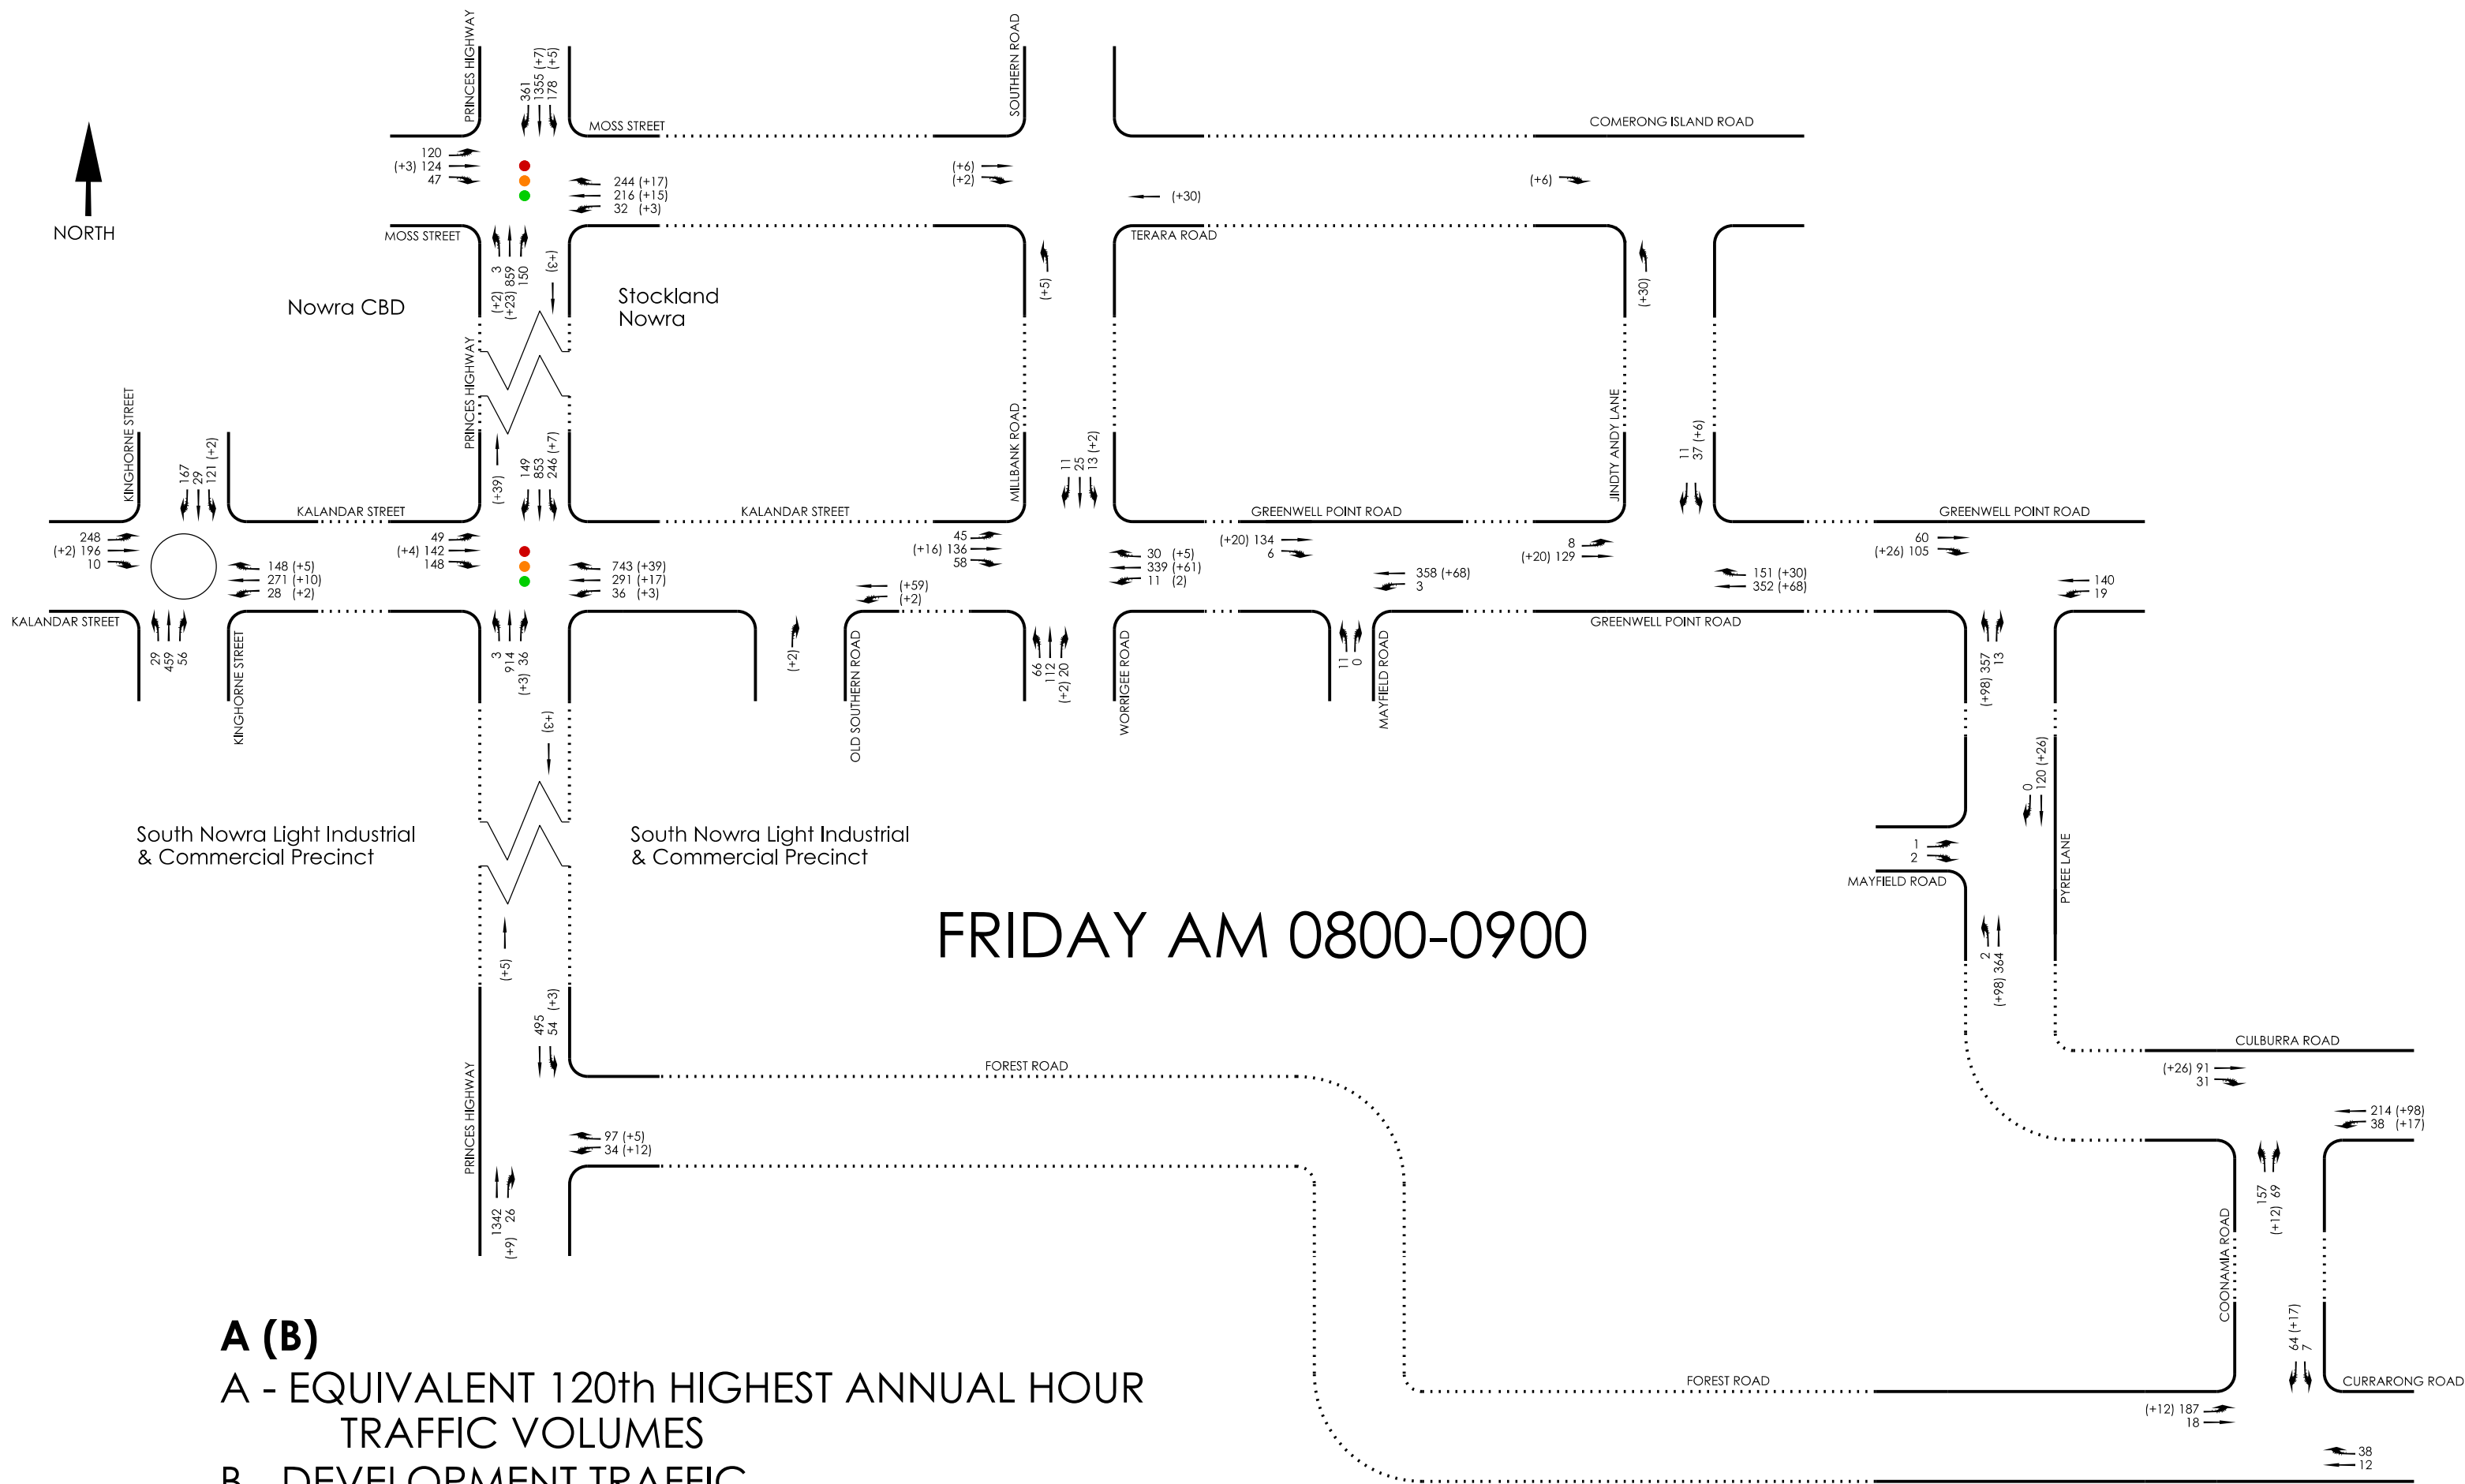 PRINCES HIGHWAY
361
1355 (+7)
178 (+5)
SOUTHERN ROAD
MOSS STREET
COMERONG ISLAND ROAD
NORTH
120
(+3) 124
47
244 (+17)
216 (+15)
32 (+3)
(+6)
(+2)
(+30)
(+6)
MOSS STREET
TERARA ROAD
(+2) 3
(+23) 859
150
(+3)
(+5)
(+30)
Nowra CBD
Stockland
Nowra
PRINCES HIGHWAY
KINGHORNE STREET
MILLBANK ROAD
JINDTY ANDY LANE
167
29
121 (+2)
(+39)
149
853
246 (+7)
11
25
13 (+2)
11
37 (+6)
KALANDAR STREET
KALANDAR STREET
GREENWELL POINT ROAD
GREENWELL POINT ROAD
248
(+2) 196
10
148 (+5)
271 (+10)
28 (+2)
49
(+4) 142
148
743 (+39)
291 (+17)
36 (+3)
(+59)
(+2)
45
(+16) 136
58
30 (+5)
339 (+61)
11 (2)
(+20) 134
6
358 (+68)
3
8
(+20) 129
151 (+30)
352 (+68)
60
(+26) 105
140
19
KALANDAR STREET
GREENWELL POINT ROAD
29
459
56
KINGHORNE STREET
3
914
(+3) 36
(+2)
OLD SOUTHERN ROAD
66
112
(+2) 20
WORRIGEE ROAD
11
0
MAYFIELD ROAD
(+98) 357
13
(+3)
0
120 (+26)
South Nowra Light Industrial
& Commercial Precinct
South Nowra Light Industrial
& Commercial Precinct
1
2
MAYFIELD ROAD
PYREE LANE
FRIDAY AM 0800-0900
(+5)
2
(+98) 364
495
54 (+3)
FOREST ROAD
CULBURRA ROAD
(+26) 91
31
214 (+98)
38 (+17)
PRINCES HIGHWAY
97 (+5)
34 (+12)
1342
(+9) 26
157
(+12) 69
COONAMIA ROAD
64 (+17)
7
FOREST ROAD
CURRARONG ROAD
(+12) 187
18
38
12
A (B)
A - EQUIVALENT 120th HIGHEST ANNUAL HOUR
TRAFFIC VOLUMES
B - DEVELOPMENT TRAFFIC